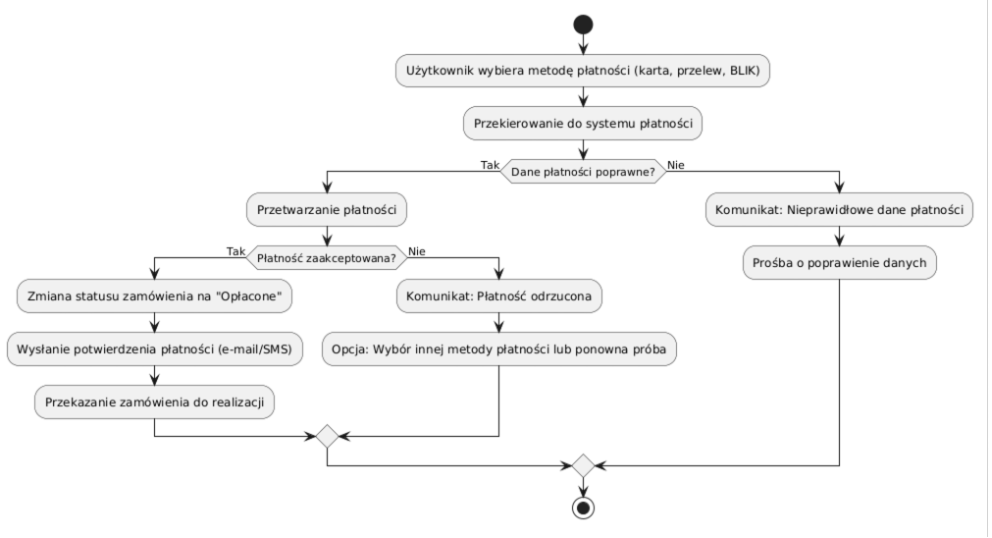 Użytkownik wybiera metodę płatności (karta, przelew, BLIK)
Przekierowanie do systemu płatności
Tak
Dane płatności poprawne?
Nie
Przetwarzanie płatności
Komunikat: Nieprawidłowe dane płatności
Tak
Płatność zaakceptowana?
Nie
Prośba o poprawienie danych
Zmiana statusu zamówienia na "Opłacone"
Komunikat: Płatność odrzucona
Wysłanie potwierdzenia płatności (e-mail/SMS)
Opcja: Wybór innej metody płatności lub ponowna próba
Przekazanie zamówienia do realizacji